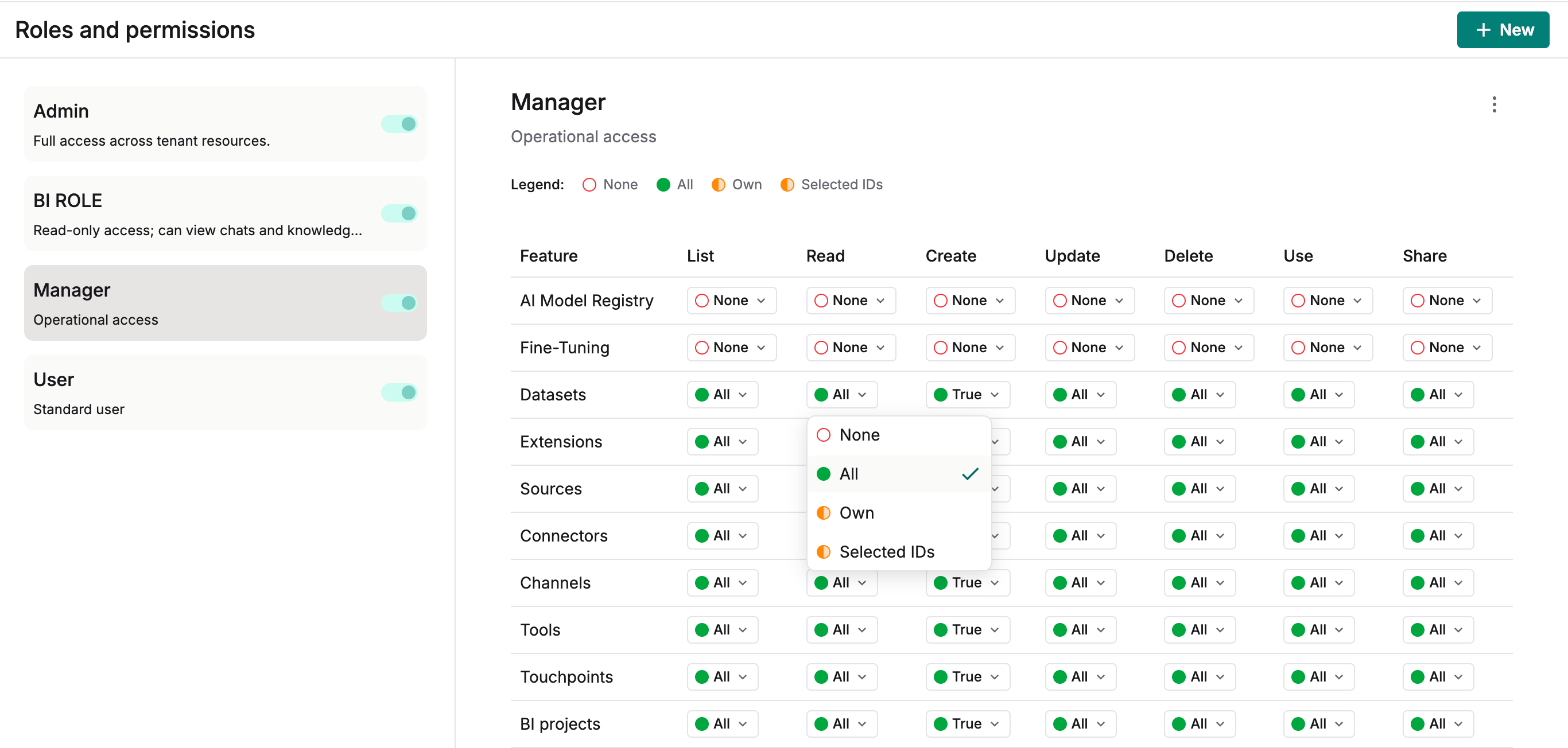 Roles and permissions
New
Admin
Full access across tenant resources.
BI ROLE
Read-only access; can view chats and knowledg...
Manager
Operational access
User
Standard user
Manager
Operational access
Legend: None All Own Selected IDs
Feature List Read Create Update Delete Use Share
AI Model Registry None None None None None None None
Fine-Tuning None None None None None None None
Datasets All All True All All All All
Extensions All All All All All
Sources All All All All All
Connectors All All All All All
None
All
Own
Selected IDs
Channels All All True All All All All
Tools All All True All All All All
Touchpoints All All True All All All All
BI projects All All True All All All All